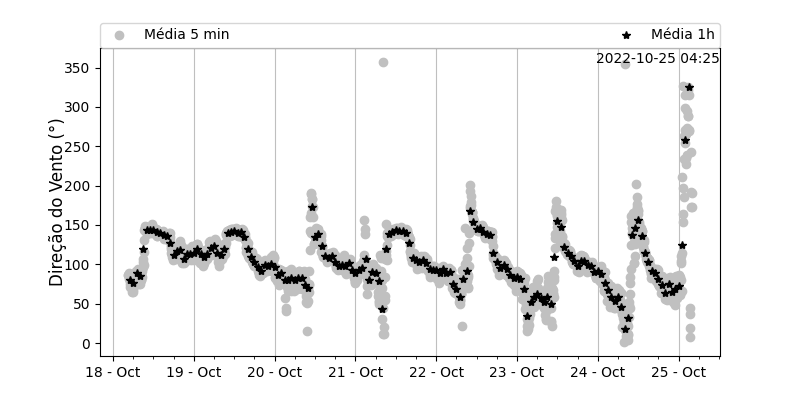 Média 5 min
Média 1h
2022-10-25 04:25
Direção do Vento (°)
350
300
250
200
150
100
50
0
18 - Oct
19 - Oct
20 - Oct
21 - Oct
22 - Oct
23 - Oct
24 - Oct
25 - Oct